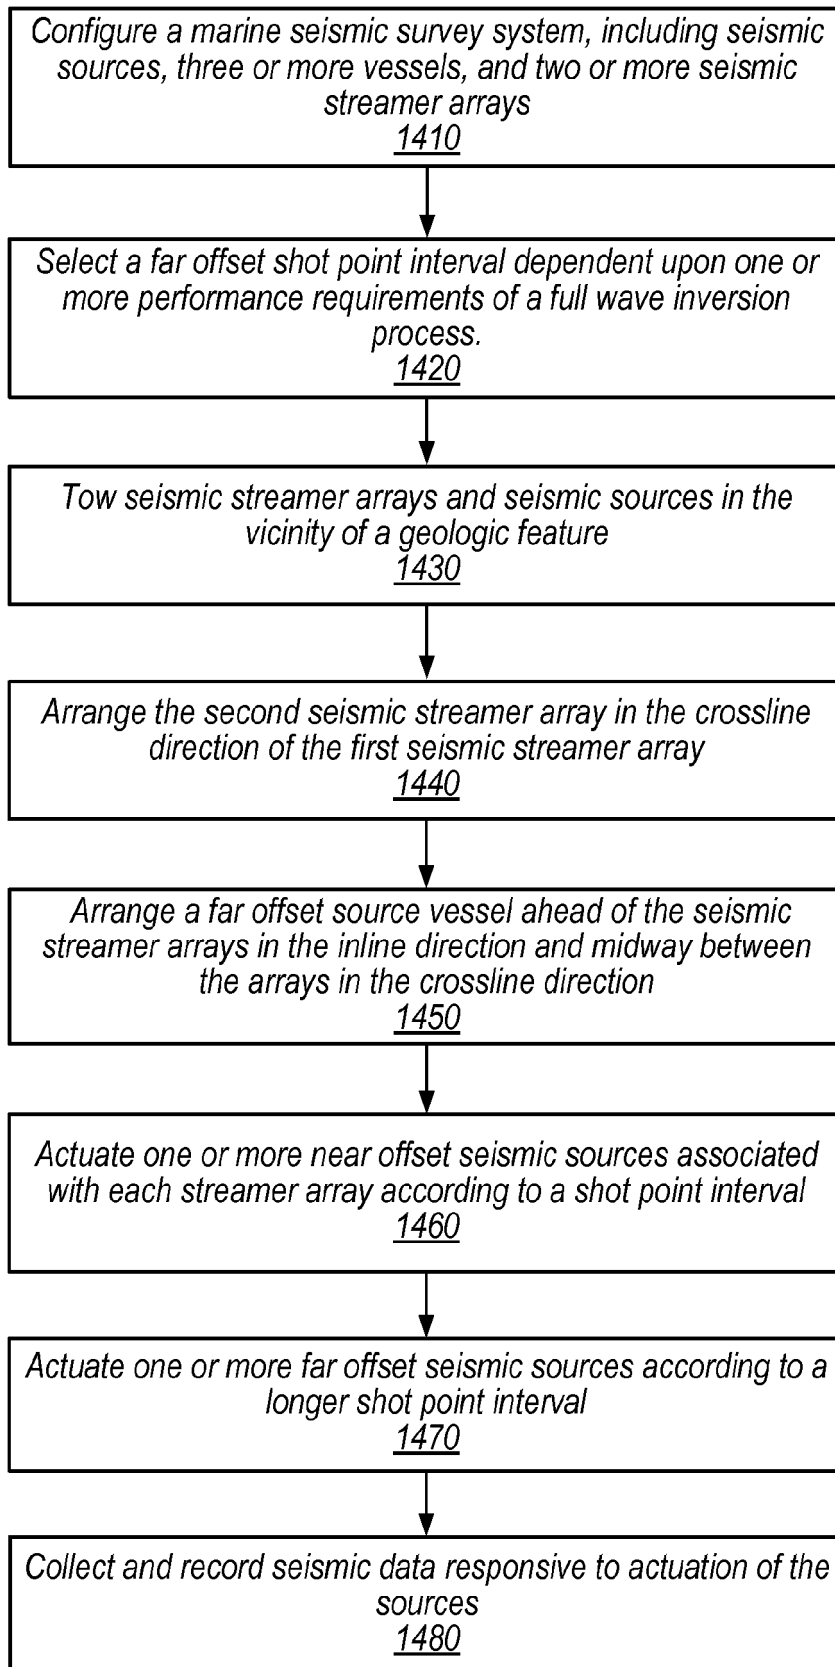 Configure a marine seismic survey system, including seismic
sources, three or more vessels, and two or more seismic
streamer arrays
1410
Select a far offset shot point interval dependent upon one or
more performance requirements of a full wave inversion
process.
1420
Tow seismic streamer arrays and seismic sources in the
vicinity of a geologic feature
1430
Arrange the second seismic streamer array in the crossline
direction of the first seismic streamer array
1440
Arrange a far offset source vessel ahead of the seismic
streamer arrays in the inline direction and midway between
the arrays in the crossline direction
1450
Actuate one or more near offset seismic sources associated
with each streamer array according to a shot point interval
1460
Actuate one or more far offset seismic sources according to a
longer shot point interval
1470
Collect and record seismic data responsive to actuation of the
sources
1480